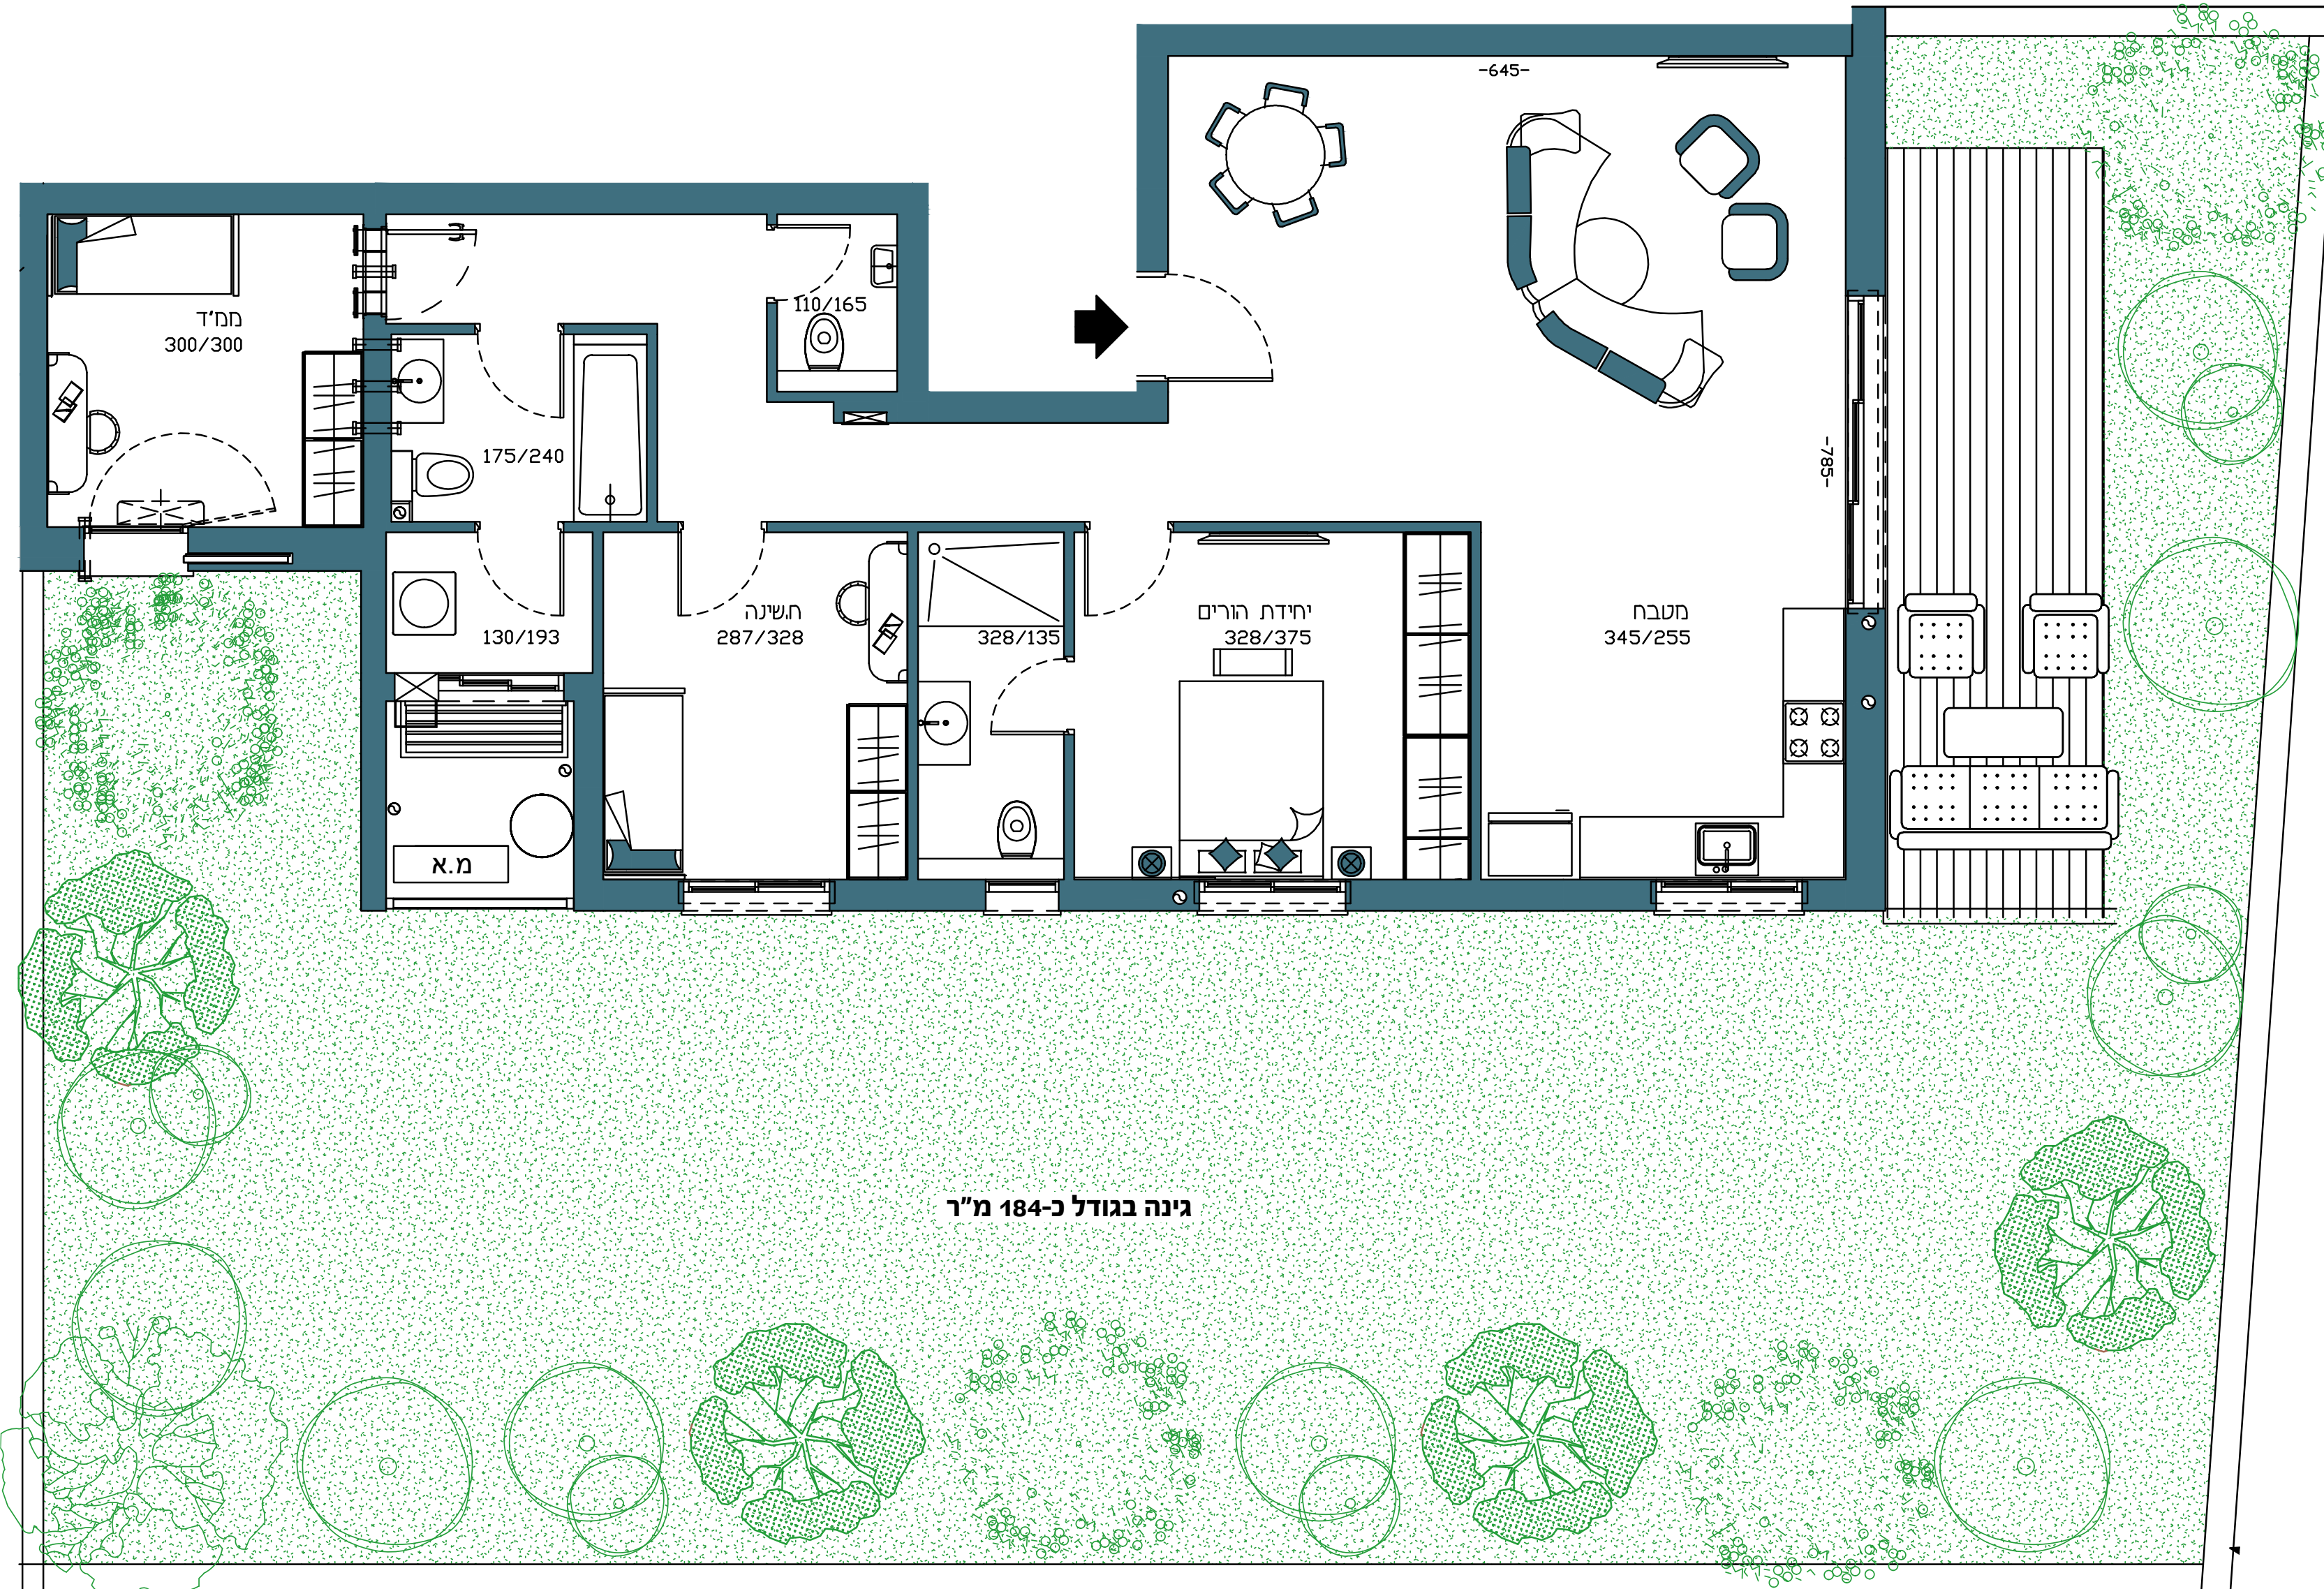 -645-
110/165
ממ'ד
300/300
175/240
-785-
130/193
ח.שינה
287/328
328/135
יחידת הורים
328/375
מטבח
345/255
מ.א
גינה בגודל כ-184 מ"ר